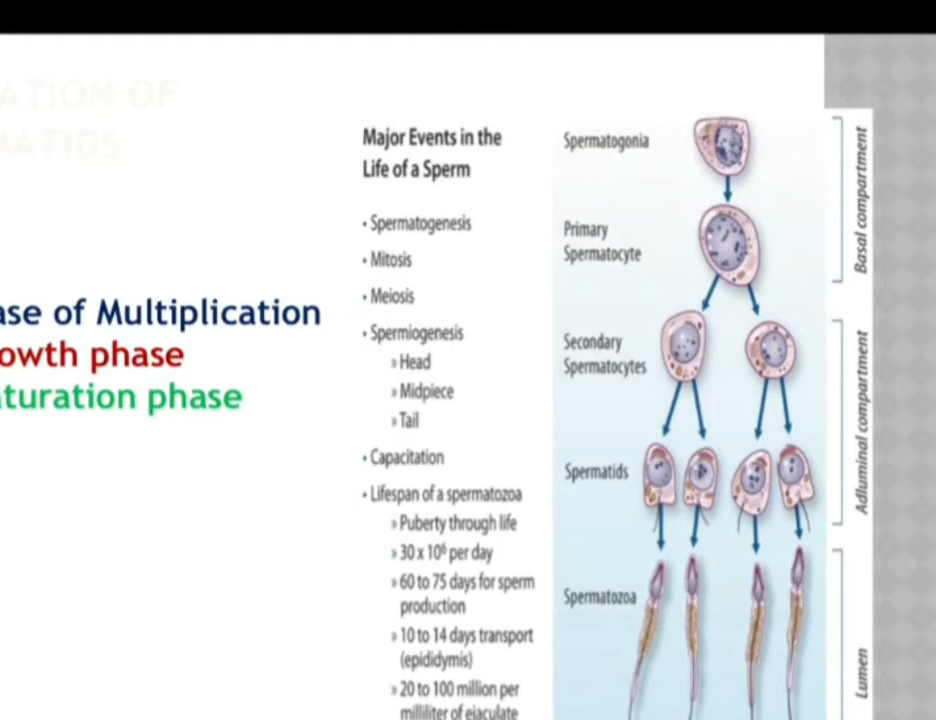 ATION OF
MATIDS
ase of Multiplication
owth phase
aturation phase
Major Events in the
Life of a Sperm
• Spermatogenesis
• Mitosis
• Meiosis
• Spermiogenesis
» Head
» Midpiece
» Tail
• Capacitation
• Lifespan of a spermatozoa
» Puberty through life
» 30 x 10⁶ per day
» 60 to 75 days for sperm
production
» 10 to 14 days transport
(epididymis)
» 20 to 100 million per
milliliter of ejaculate
Spermatogonia
Primary
Spermatocyte
Secondary
Spermatocytes
Spermatids
Spermatozoa
Basal compartment
Adluminal compartment
Lumen